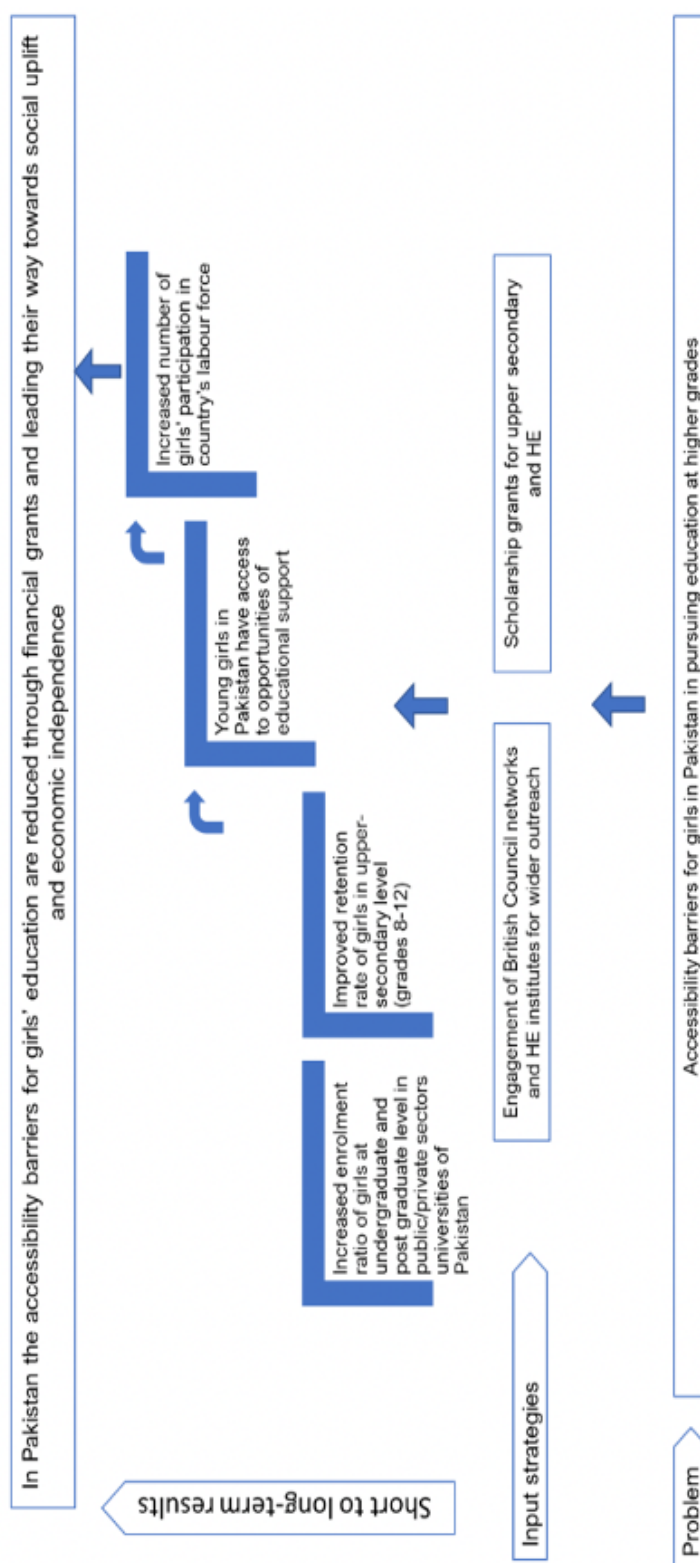 In Pakistan the accessibility barriers for girls' education are reduced through financial grants and leading their way towards social uplift
and economic independence
Short to long-term results
Increased number of
girls' participation in
country's labour force
Young girls in
Pakistan have access
to opportunities of
educational support
Improved retention
rate of girls in upper-
secondary level
(grades 8-12)
Increased enrolment
ratio of girls at
undergraduate and
post graduate level in
public/private sectors
universities of
Pakistan
Input strategies
Engagement of British Council networks
and HE institutes for wider outreach
Scholarship grants for upper secondary
and HE
Problem
Accessibility barriers for girls in Pakistan in pursuing education at higher grades